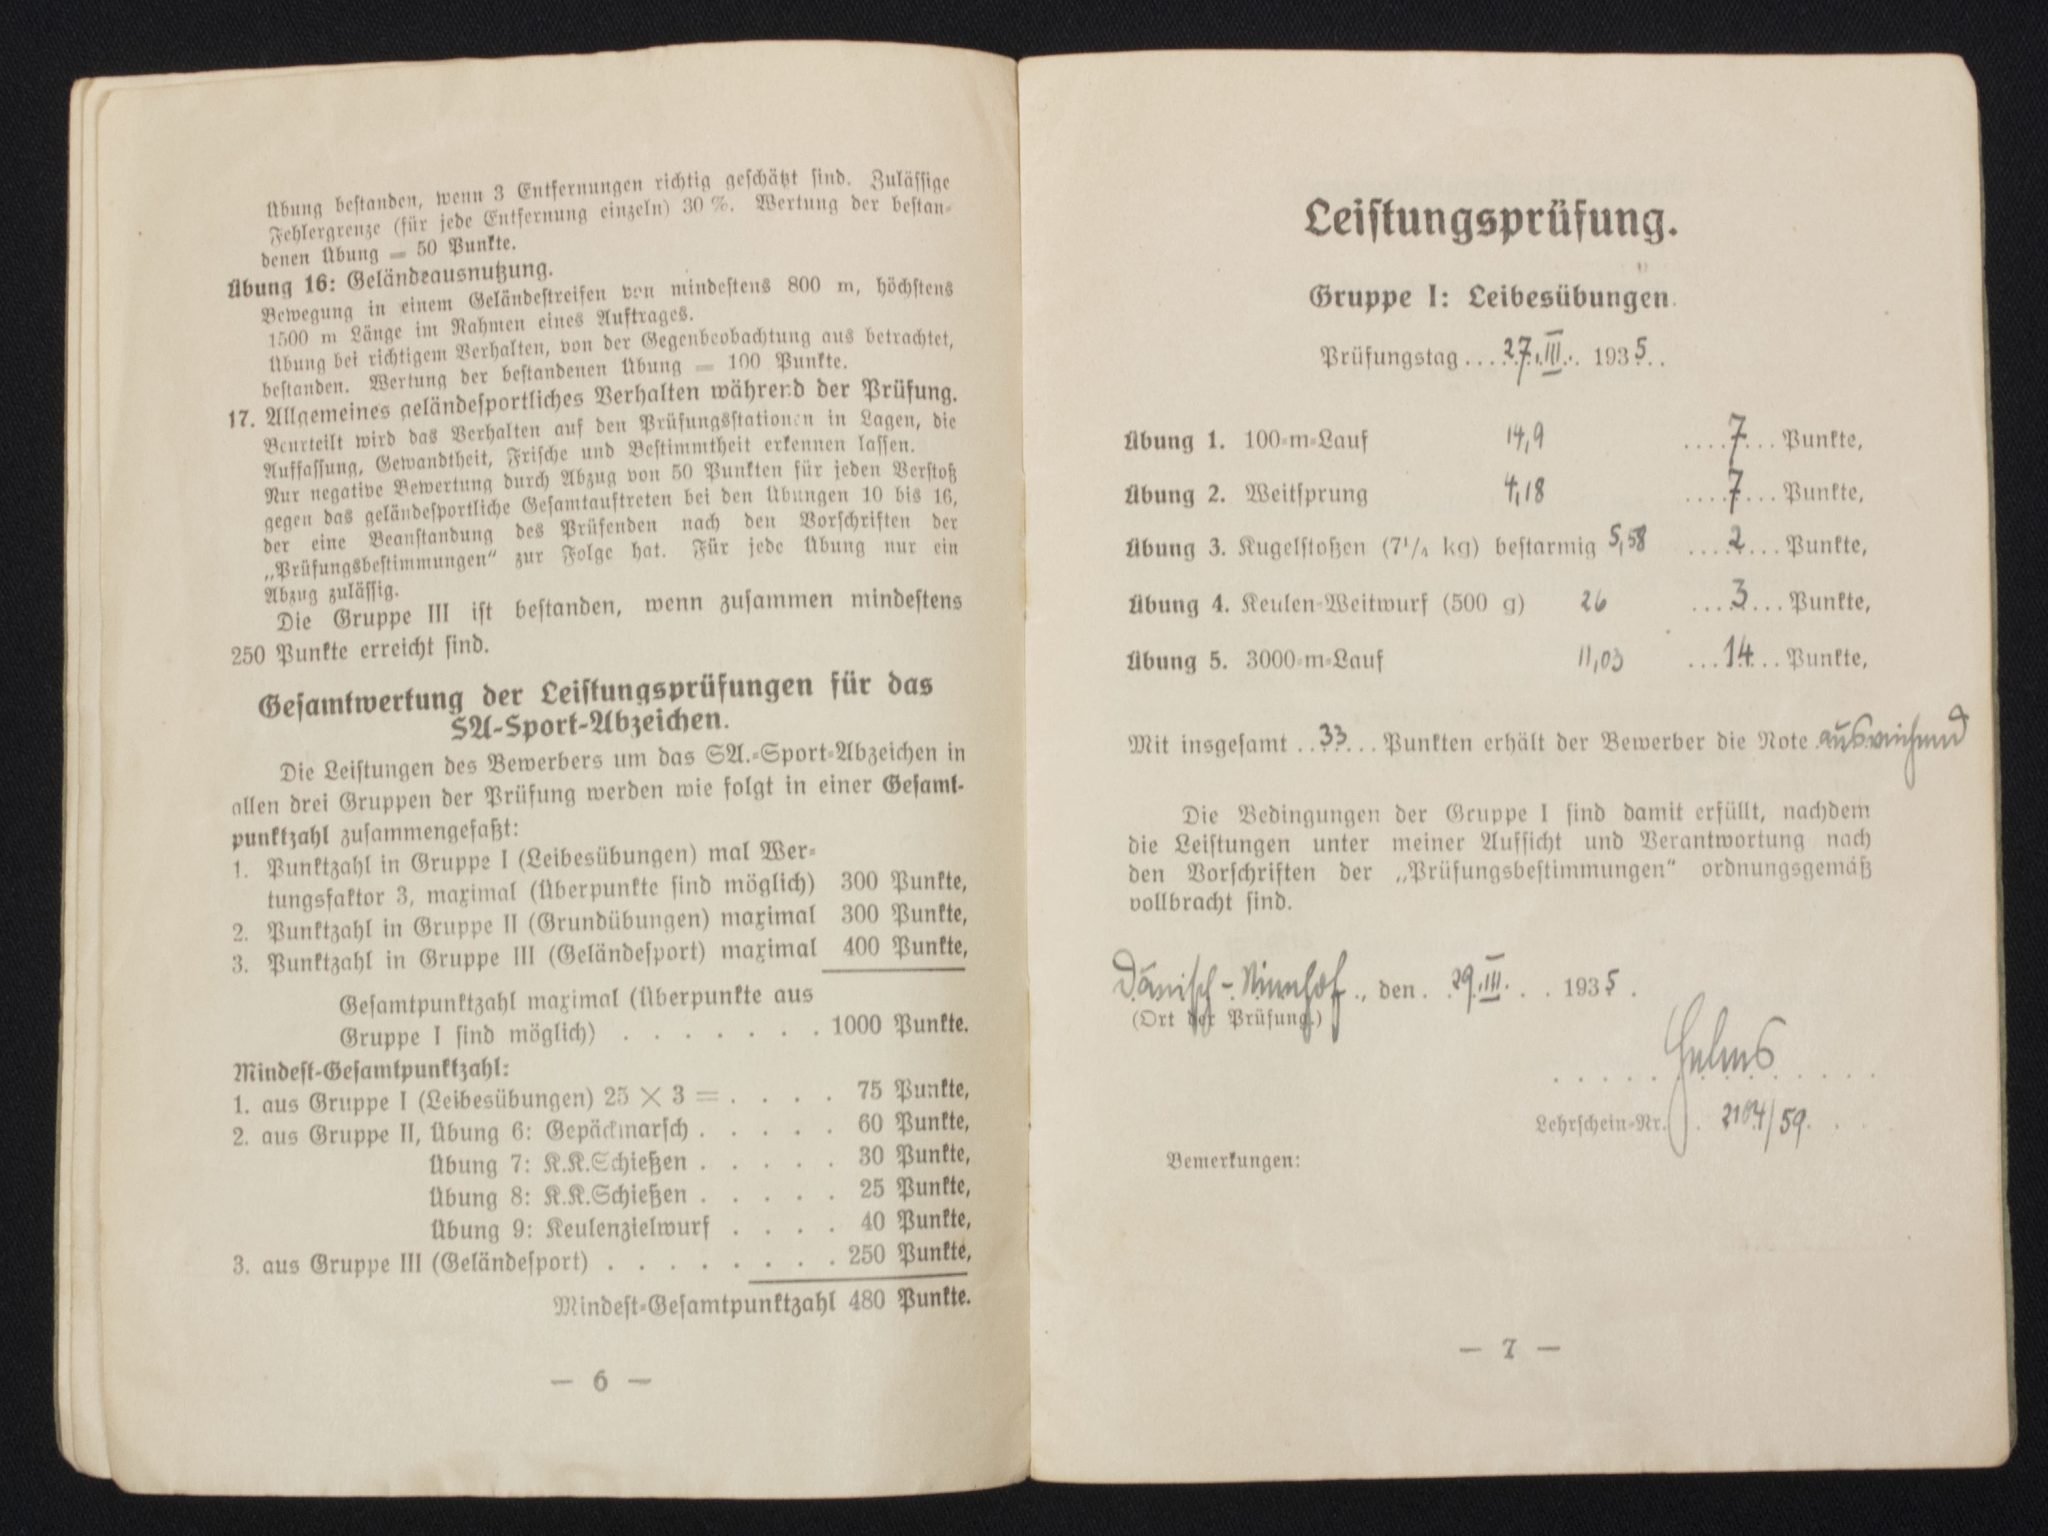 Übung bestanden, wenn 3 Entfernungen richtig geschätzt sind. Zulässige
Fehlergrenze (für jede Entfernung einzeln) 30 %. Wertung der bestan-
denen Übung = 50 Punkte.
Übung 16: Geländeausnutzung.
Bewegung in einem Geländestreifen von mindestens 800 m, höchstens
1500 m Länge im Rahmen eines Auftrages.
Übung bei richtigem Verhalten, von der Gegenbeobachtung aus betrachtet,
bestanden. Wertung der bestandenen Übung = 100 Punkte.
17. Allgemeines geländesportliches Verhalten während der Prüfung.
Beurteilt wird das Verhalten auf den Prüfungsstationen in Lagen, die
Auffassung, Gewandtheit, Frische und Bestimmtheit erkennen lassen.
Nur negative Bewertung durch Abzug von 50 Punkten für jeden Verstoß
gegen das geländesportliche Gesamtauftreten bei den Übungen 10 bis 16,
der eine Beanstandung des Prüfenden nach den Vorschriften der
„Prüfungsbestimmungen“ zur Folge hat. Für jede Übung nur ein
Abzug zulässig.
Die Gruppe III ist bestanden, wenn zusammen mindestens
250 Punkte erreicht sind.
Gesamtwertung der Leistungsprüfungen für das
SA-Sport-Abzeichen.
Die Leistungen des Bewerbers um das SA.-Sport-Abzeichen in
allen drei Gruppen der Prüfung werden wie folgt in einer Gesamt-
punktzahl zusammengefaßt:
1. Punktzahl in Gruppe I (Leibesübungen) mal Wer-
tungsfaktor 3, maximal (Überpunkte sind möglich) 300 Punkte,
2. Punktzahl in Gruppe II (Grundübungen) maximal 300 Punkte,
3. Punktzahl in Gruppe III (Geländesport) maximal 400 Punkte,
Gesamtpunktzahl maximal (Überpunkte aus
Gruppe I sind möglich) . . . . . . . 1000 Punkte.
Mindest-Gesamtpunktzahl:
1. aus Gruppe I (Leibesübungen) 25 × 3 = . . . . 75 Punkte,
2. aus Gruppe II, Übung 6: Gepäckmarsch . . . . . 60 Punkte,
Übung 7: K.K.Schießen . . . . . 30 Punkte,
Übung 8: K.K.Schießen . . . . . 25 Punkte,
Übung 9: Keulenzielwurf . . . . 40 Punkte,
3. aus Gruppe III (Geländesport) . . . . . . . . 250 Punkte,
Mindest-Gesamtpunktzahl 480 Punkte.
— 6 —
Leistungsprüfung.
Gruppe I: Leibesübungen.
Prüfungstag . . . 27. III. . 1935 . .
Übung 1. 100-m-Lauf 14,9 . . . . 7 . . . Punkte,
Übung 2. Weitsprung 4,18 . . . . 7 . . . Punkte,
Übung 3. Kugelstoßen (7¼ kg) bestarmig 5,58 . . . . 2 . . . Punkte,
Übung 4. Keulen-Weitwurf (500 g) 26 . . . . 3 . . . Punkte,
Übung 5. 3000-m-Lauf 11,03 . . . 14 . . . Punkte,
Mit insgesamt . . 33 . . . Punkten erhält der Bewerber die Note ausreichend
Die Bedingungen der Gruppe I sind damit erfüllt, nachdem
die Leistungen unter meiner Aufsicht und Verantwortung nach
den Vorschriften der „Prüfungsbestimmungen“ ordnungsgemäß
vollbracht sind.
Dänisch-Nienhof ., den . . 29. III. . . 1935 .
(Ort der Prüfung.)
Helms
Lehrschein-Nr. . 2104/59 . .
Bemerkungen:
— 7 —